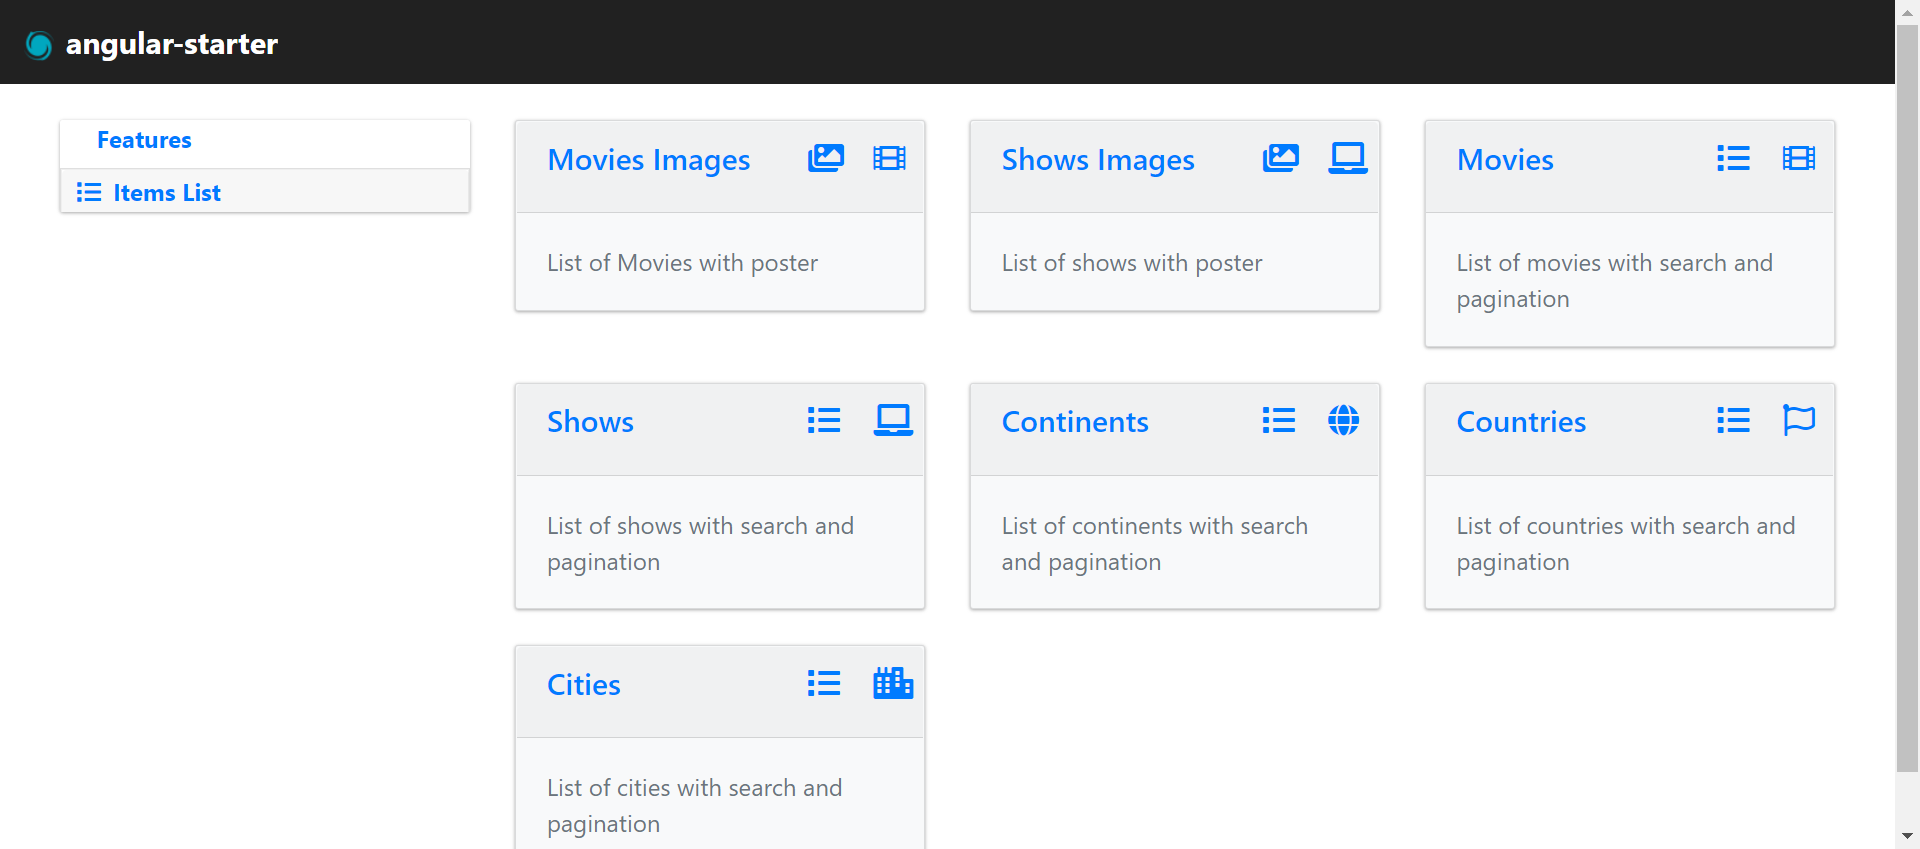 angular-starter
Features
Items List
Movies Images
List of Movies with poster
Shows Images
List of shows with poster
Movies
List of movies with search and
pagination
Shows
List of shows with search and
pagination
Continents
List of continents with search
and pagination
Countries
List of countries with search and
pagination
Cities
List of cities with search and
pagination